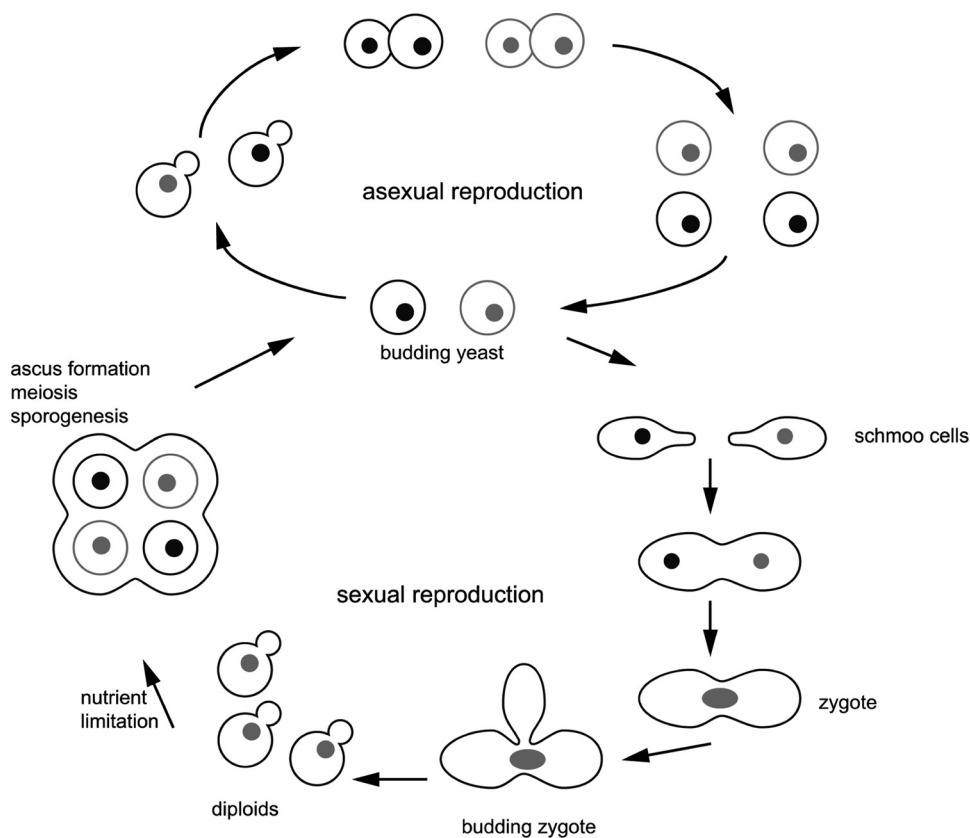 asexual reproduction
budding yeast
ascus formation
meiosis
sporogenesis
schmoo cells
sexual reproduction
zygote
nutrient
limitation
diploids
budding zygote